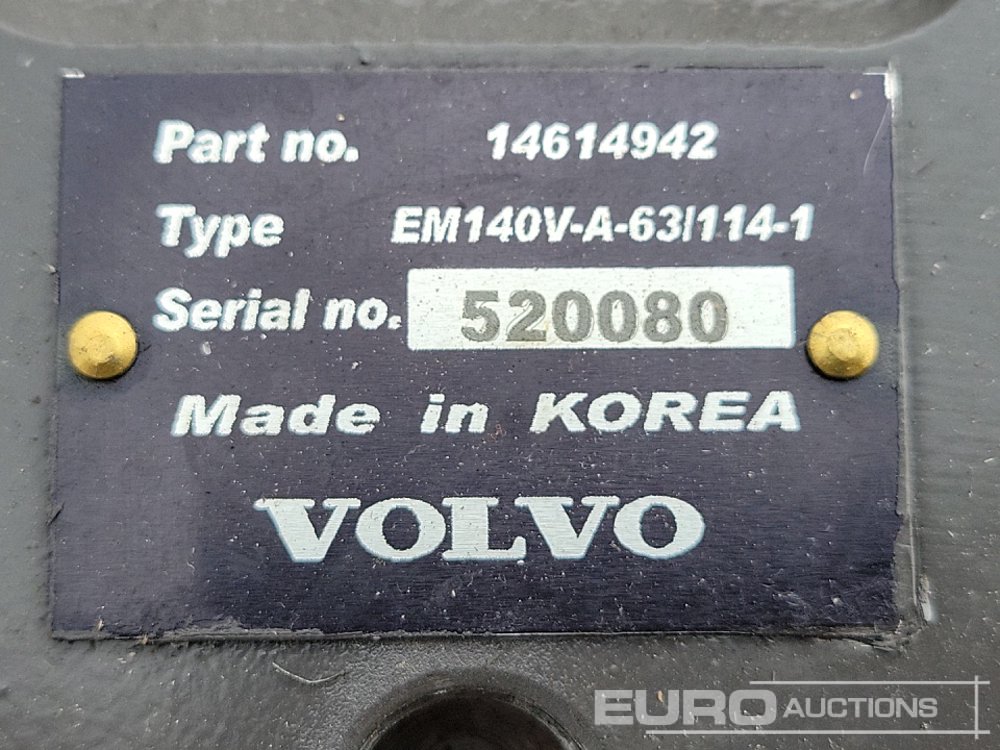 Part no. 14614942
Type EM140V-A-63/114-1
Serial no. 520080
Made in KOREA
VOLVO
EURO AUCTIONS